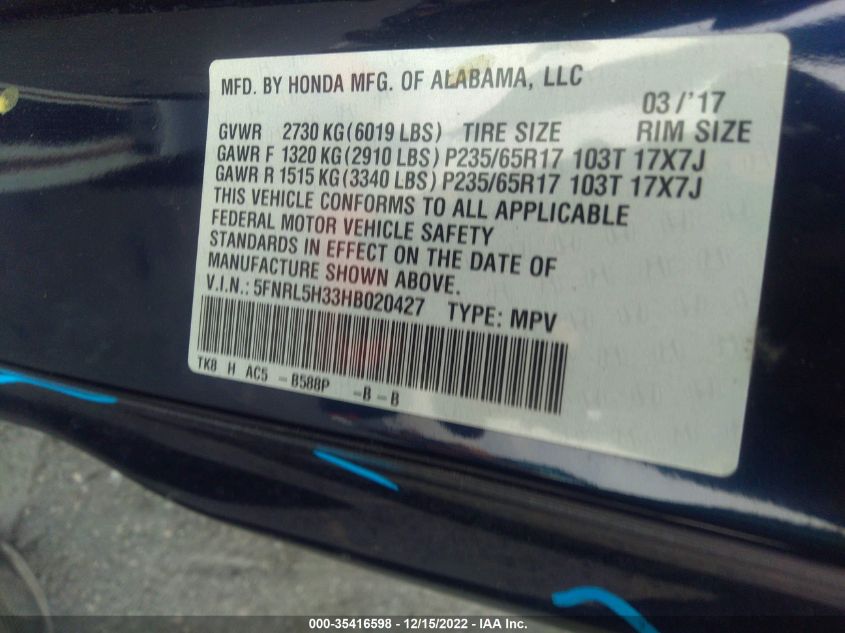 MFD. BY HONDA MFG. OF ALABAMA, LLC
03/'17
GVWR 2730 KG(6019 LBS) TIRE SIZE RIM SIZE
GAWR F 1320 KG(2910 LBS) P235/65R17 103T 17X7J
GAWR R 1515 KG(3340 LBS) P235/65R17 103T 17X7J
THIS VEHICLE CONFORMS TO ALL APPLICABLE
FEDERAL MOTOR VEHICLE SAFETY
STANDARDS IN EFFECT ON THE DATE OF
MANUFACTURE SHOWN ABOVE.
V.I.N.: 5FNRL5H33HB020427 TYPE: MPV
TK8 H AC5 -B588P -B-B
000-35416598 - 12/15/2022 - IAA Inc.